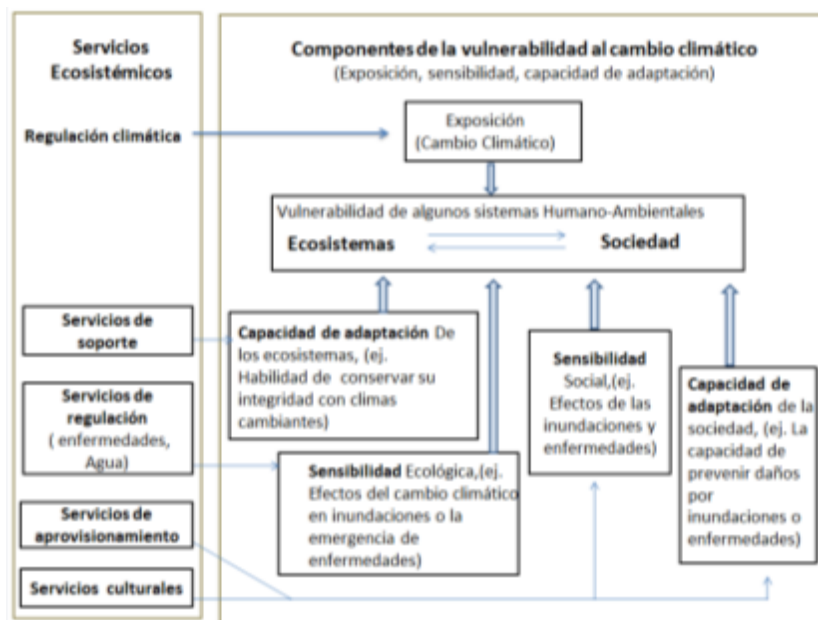 Servicios
Ecosistémicos
Componentes de la vulnerabilidad al cambio climático
(Exposición, sensibilidad, capacidad de adaptación)
Regulación climática
Exposición
(Cambio Climático)
Vulnerabilidad de algunos sistemas Humano-Ambientales
Ecosistemas
Sociedad
Servicios de
soporte
Capacidad de adaptación De
los ecosistemas, (ej.
Habilidad de conservar su
integridad con climas
cambiantes)
Sensibilidad
Social,(ej.
Efectos de las
inundaciones y
enfermedades)
Capacidad de
adaptación de la
sociedad, (ej. La
capacidad de
prevenir daños
por
inundaciones o
enfermedades)
Servicios de
regulación
( enfermedades,
Agua)
Sensibilidad Ecológica,(ej.
Efectos del cambio climático
en inundaciones o la
emergencia de
enfermedades)
Servicios de
aprovisionamiento
Servicios culturales